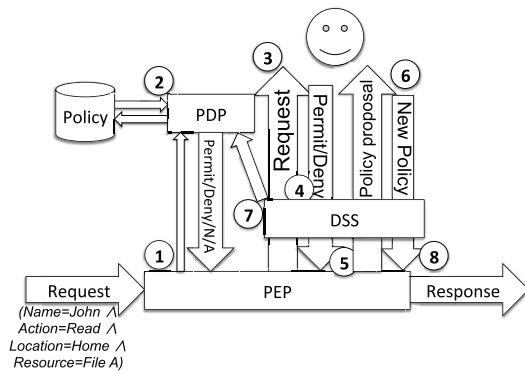 3
6
2
Policy
PDP
Request
Permit/Deny
Policy proposal
New Policy
Permit/Deny/N/A
4
7
DSS
1
5
8
Request
PEP
Response
(Name=John ∧
Action=Read ∧
Location=Home ∧
Resource=File A)